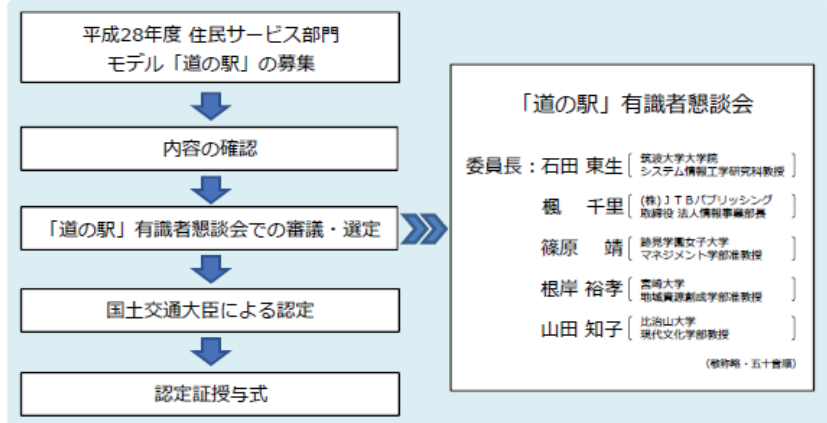 平成28年度 住民サービス部門
モデル「道の駅」の募集
内容の確認
「道の駅」有識者懇談会での審議・選定
国土交通大臣による認定
認定証授与式
「道の駅」有識者懇談会
委員長：石田 東生
筑波大学大学院
システム情報工学研究科教授
楓　千里
(株)ＪＴＢパブリッシング
取締役 法人情報事業部長
篠原　靖
跡見学園女子大学
マネジメント学部准教授
根岸 裕孝
宮崎大学
地域資源創成学部准教授
山田 知子
比治山大学
現代文化学部教授
(敬称略・五十音順)